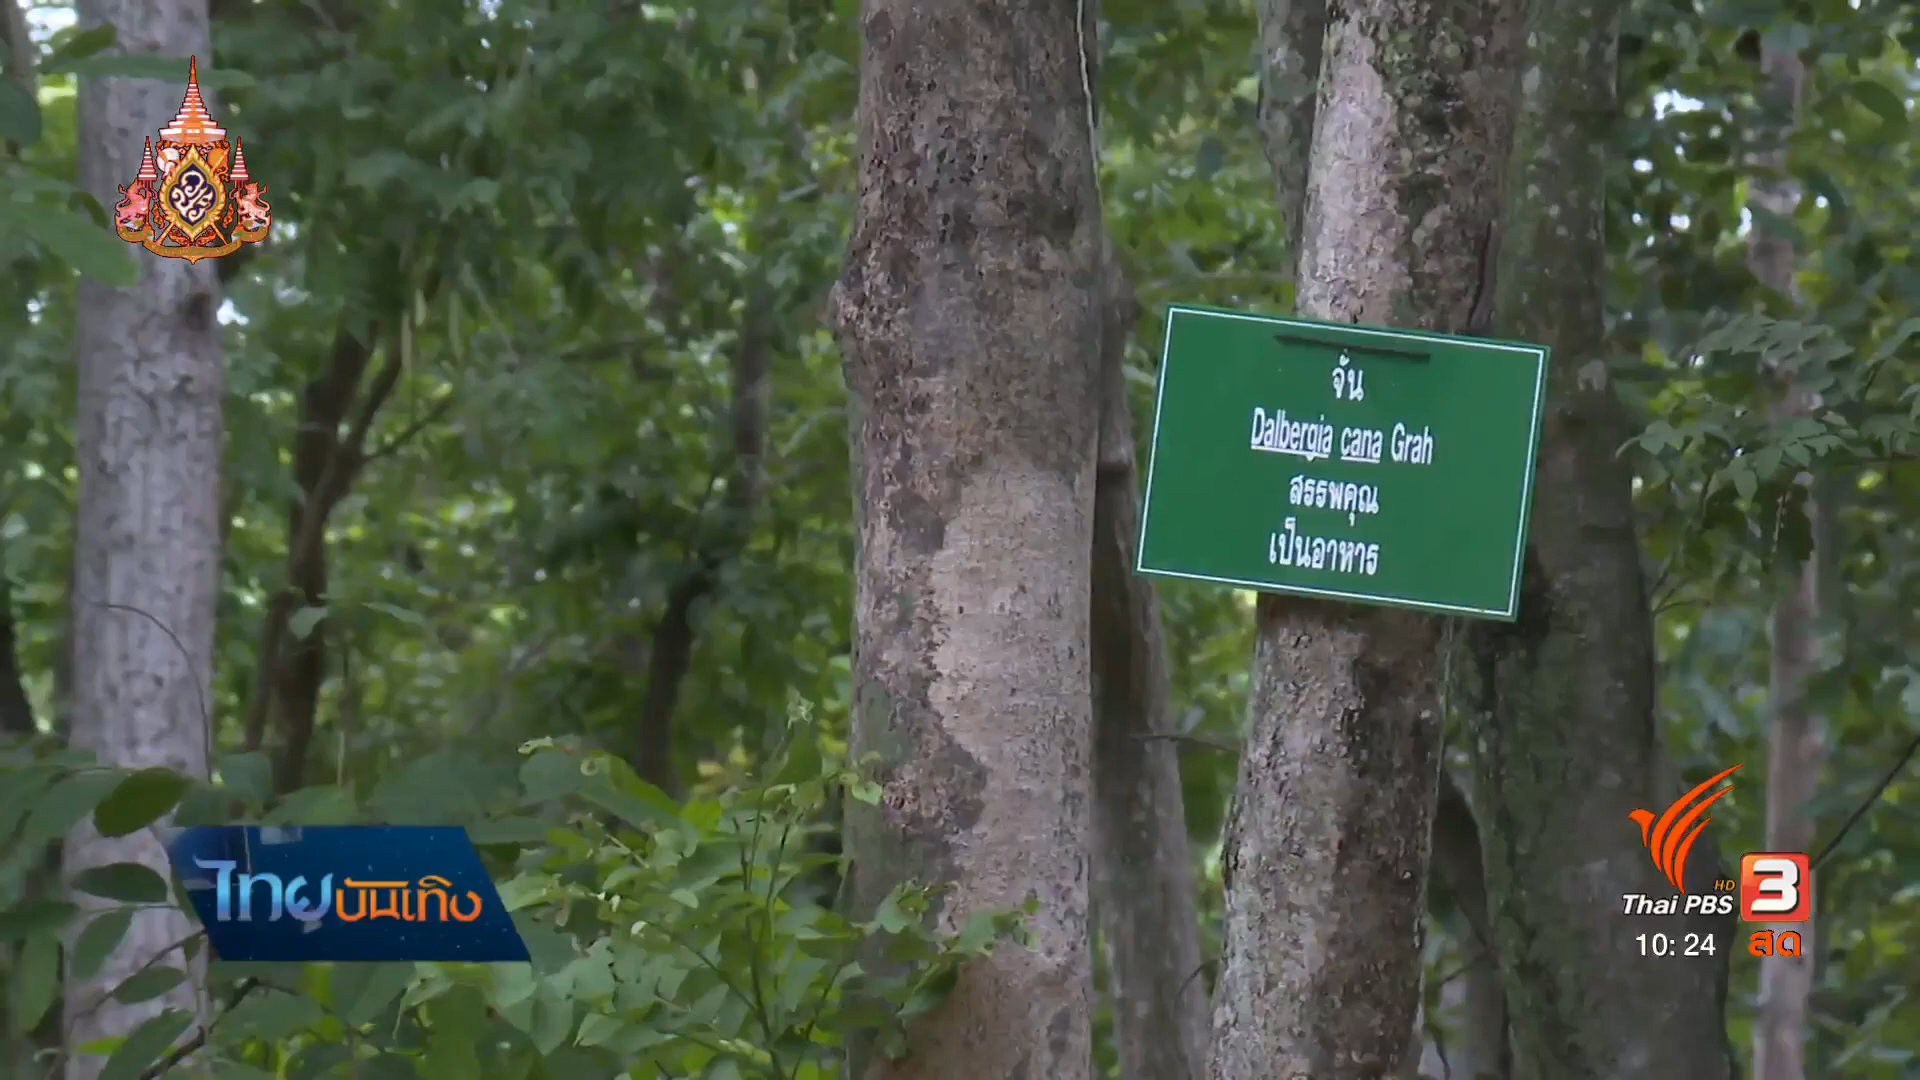 จั่น
Dalbergia cana Grah
สรรพคุณ
เป็นอาหาร
ไทยบันเทิง
HD
Thai PBS 3
10: 24 สด